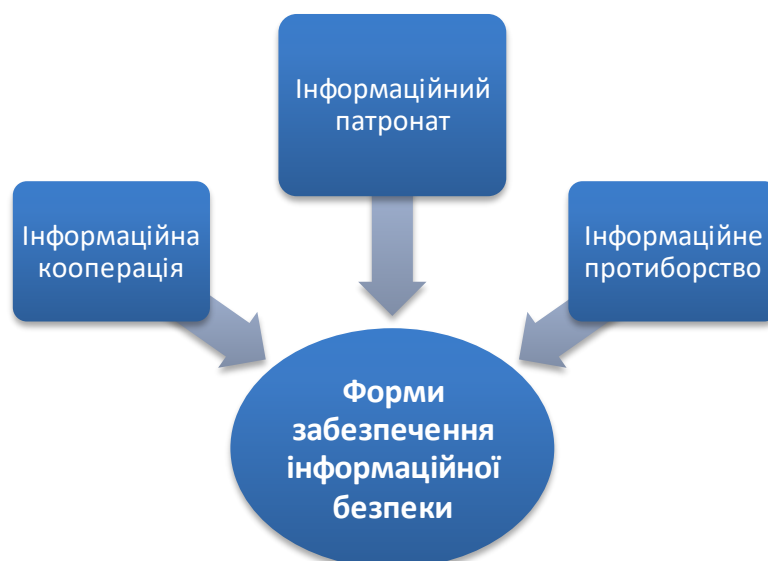 Інформаційний
патронат
Інформаційна
кооперація
Інформаційне
протиборство
Форми
забезпечення
інформаційної
безпеки